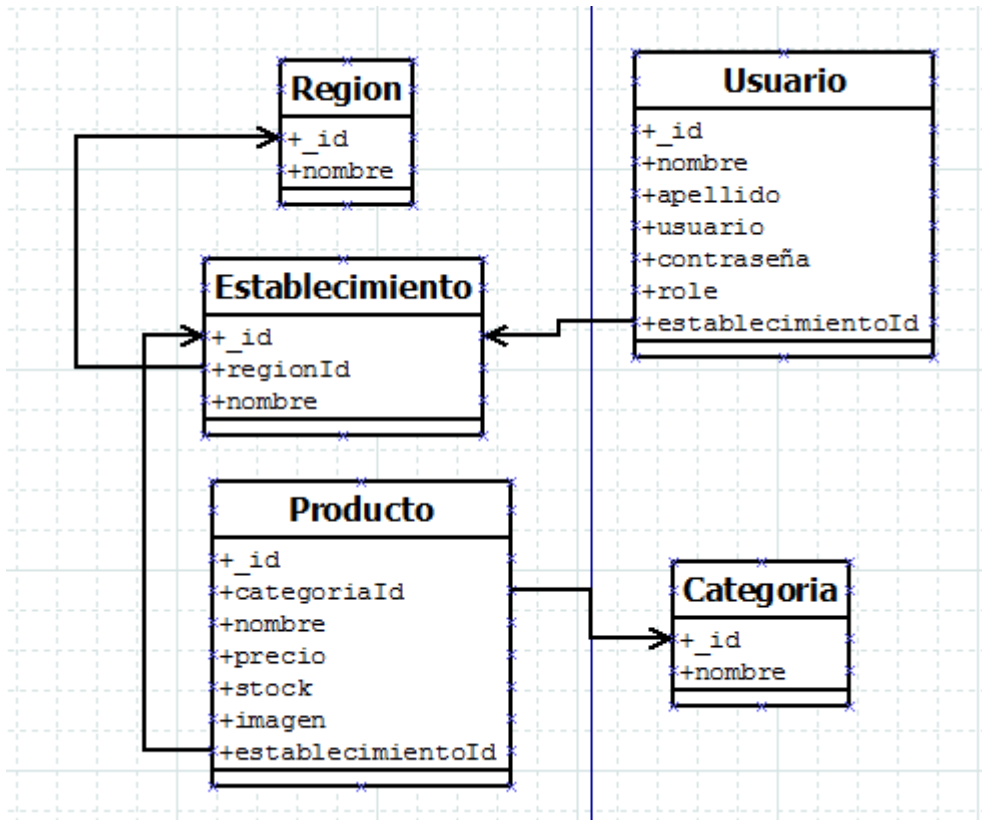 Region
+_id
+nombre
Usuario
+_id
+nombre
+apellido
+usuario
+contraseña
+role
+establecimientoId
Establecimiento
+_id
+regionId
+nombre
Producto
+_id
+categoriaId
+nombre
+precio
+stock
+imagen
+establecimientoId
Categoria
+_id
+nombre